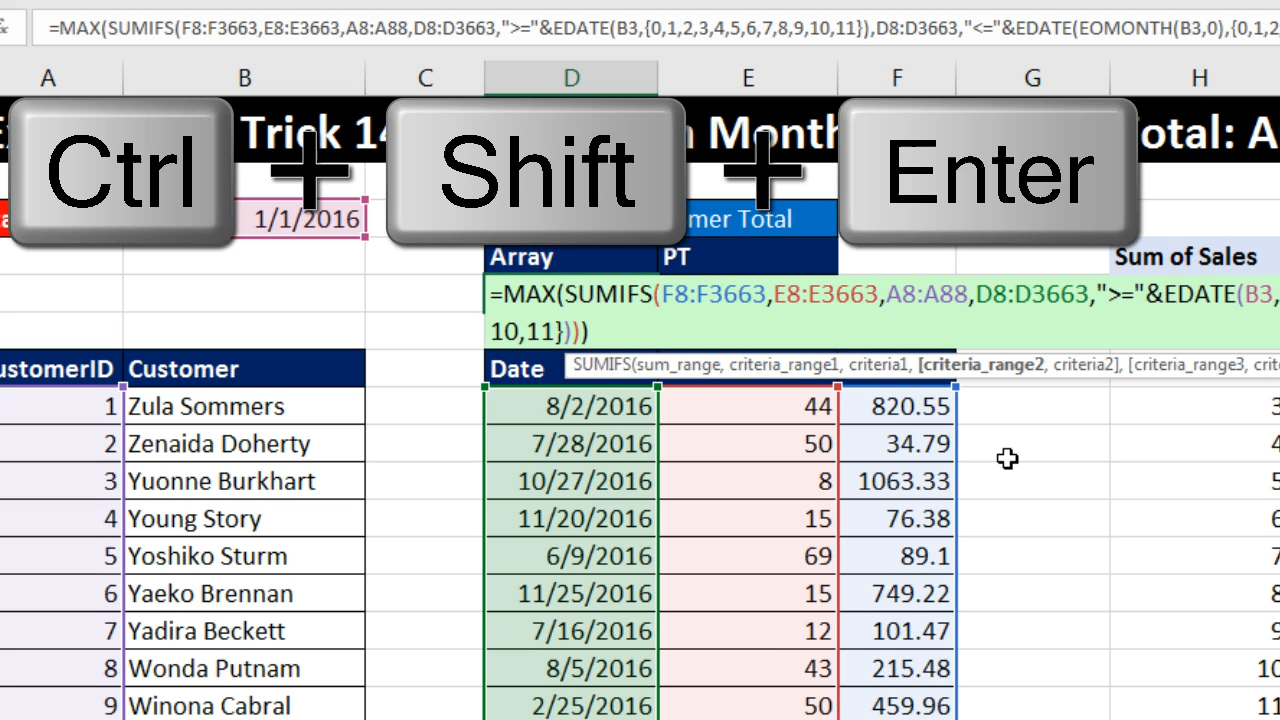 =MAX(SUMIFS(F8:F3663,E8:E3663,A8:A88,D8:D3663,">="&EDATE(B3,{0,1,2,3,4,5,6,7,8,9,10,11}),D8:D3663,"<="&EDATE(EOMONTH(B3,0),{0,1,2
A B C D E F G H
Trick Month otal: A
Ctrl + Shift + Enter
1/1/2016 mer Total
Array PT Sum of Sales
=MAX(SUMIFS(F8:F3663,E8:E3663,A8:A88,D8:D3663,">="&EDATE(B3,
10,11})))
ustomerID Customer Date SUMIFS(sum_range, criteria_range1, criteria1, [criteria_range2, criteria2], [criteria_range3, crite
1 Zula Sommers 8/2/2016 44 820.55 3
2 Zenaida Doherty 7/28/2016 50 34.79 4
3 Yuonne Burkhart 10/27/2016 8 1063.33 5
4 Young Story 11/20/2016 15 76.38 6
5 Yoshiko Sturm 6/9/2016 69 89.1 7
6 Yaeko Brennan 11/25/2016 15 749.22 8
7 Yadira Beckett 7/16/2016 12 101.47 9
8 Wonda Putnam 8/5/2016 43 215.48 10
9 Winona Cabral 2/25/2016 50 459.96 11